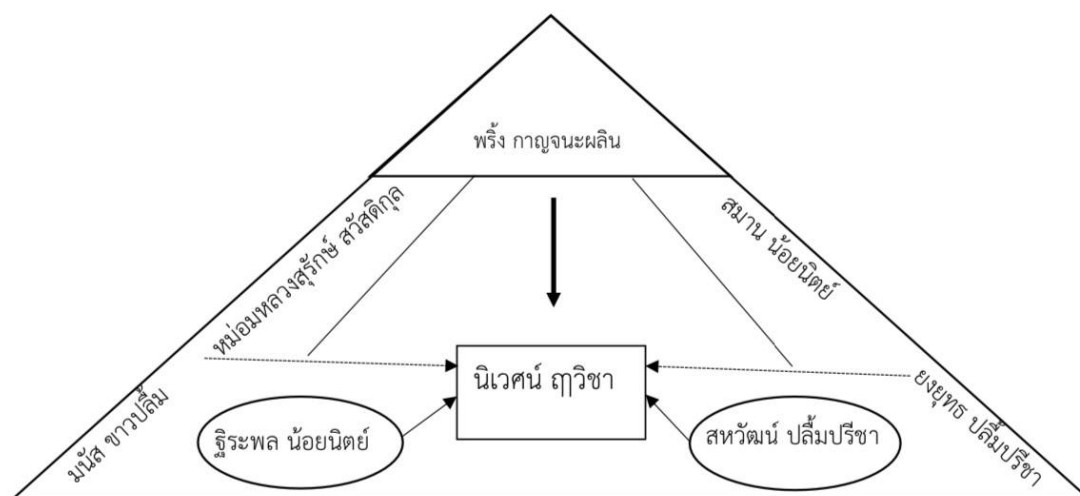 พริ้ง กาญจนะผลิน
หม่อมหลวงสุรักษ์ สวัสดิกุล
สมาน น้อยนิตย์
นิเวศน์ ฤๅวิชา
มนัส ขาวปลื้ม
ฐิระพล น้อยนิตย์
สหวัฒน์ ปลื้มปรีชา
ยงยุทธ ปลื้มปรีชา